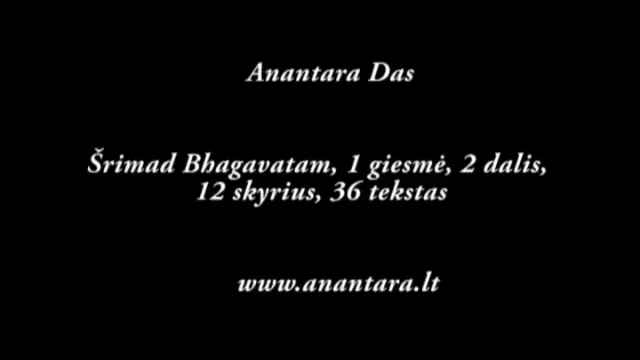 Anantara Das
Šrimad Bhagavatam, 1 giesmė, 2 dalis,
12 skyrius, 36 tekstas
www.anantara.lt